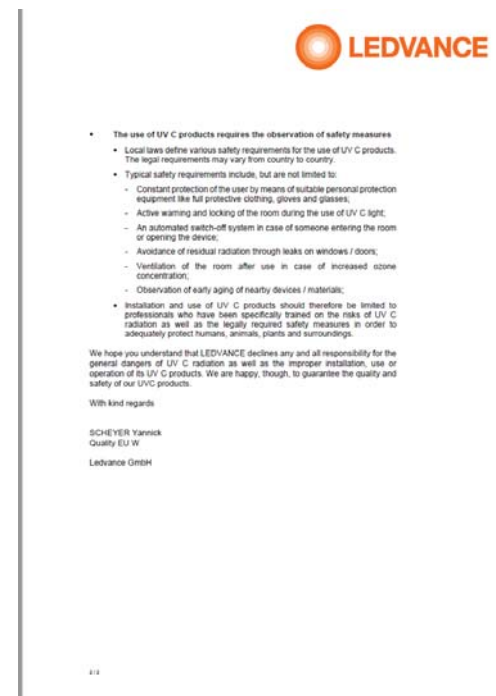 LEDVANCE
• The use of UV C products requires the observation of safety measures
• Local laws define various safety requirements for the use of UV C products.
The legal requirements may vary from country to country.
• Typical safety requirements include, but are not limited to:
- Constant protection of the user by means of suitable personal protection
equipment like full protective clothing, gloves and glasses;
- Active warning and locking of the room during the use of UV C light;
- An automated switch-off system in case of someone entering the room
or opening the device;
- Avoidance of residual radiation through leaks on windows / doors;
- Ventilation of the room after use in case of increased ozone
concentration;
- Observation of early aging of nearby devices / materials;
• Installation and use of UV C products should therefore be limited to
professionals who have been specifically trained on the risks of UV C
radiation as well as the legally required safety measures in order to
adequately protect humans, animals, plants and surroundings.
We hope you understand that LEDVANCE declines any and all responsibility for the
general dangers of UV C radiation as well as the improper installation, use or
operation of its UV C products. We are happy, though, to guarantee the quality and
safety of our UVC products.
With kind regards
SCHEYER Yannick
Quality EU W
Ledvance GmbH
2 / 2